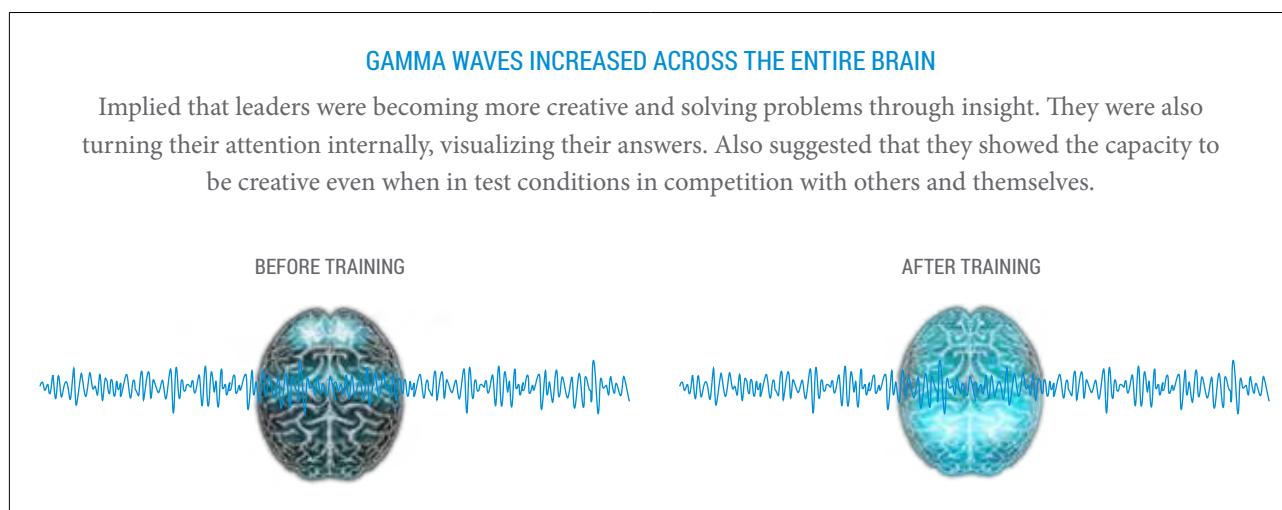 GAMMA WAVES INCREASED ACROSS THE ENTIRE BRAIN
Implied that leaders were becoming more creative and solving problems through insight. They were also
turning their attention internally, visualizing their answers. Also suggested that they showed the capacity to
be creative even when in test conditions in competition with others and themselves.
BEFORE TRAINING
AFTER TRAINING